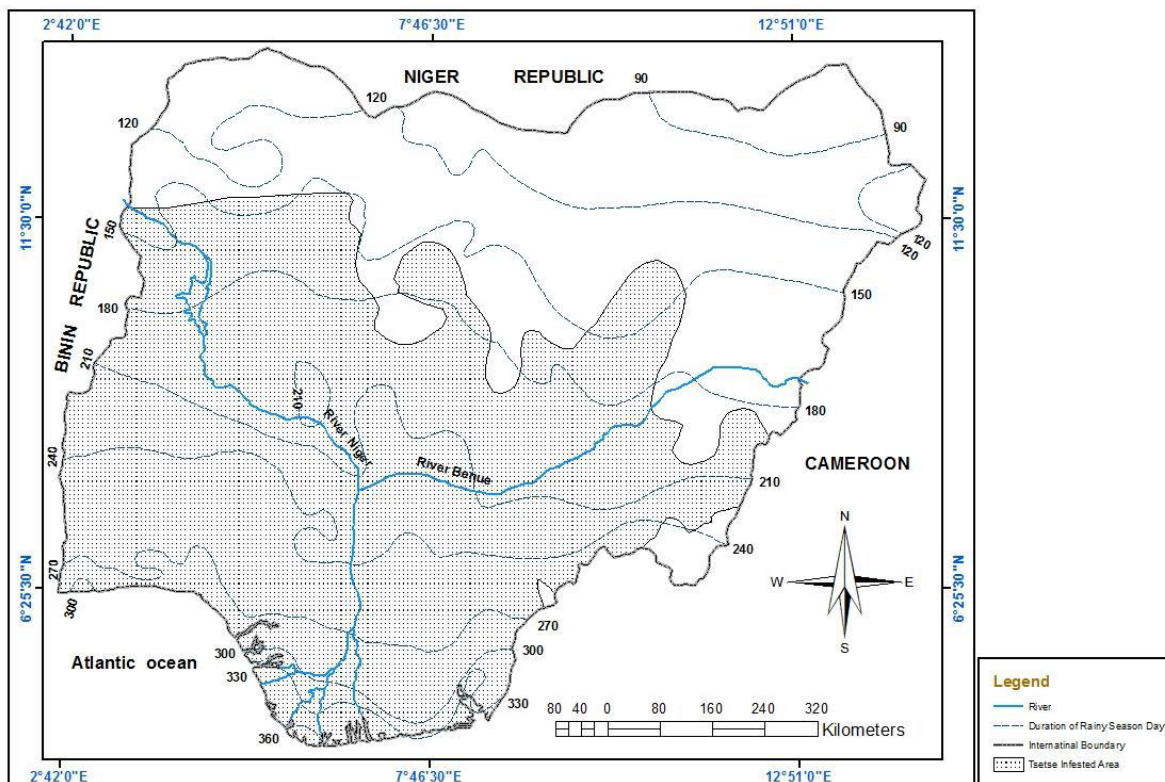 2°42'0"E
7°46'30"E
12°51'0"E
NIGER REPUBLIC
90
120
120
90
11°30'0"N
11°30'0"N
150
120
120
BININ REPUBLIC
150
180
210
210
180
River Niger
River Benue
CAMEROON
240
210
N
240
W
E
270
6°25'30"N
6°25'30"N
300
270
S
Atlantic ocean
300
300
330
330
360
80 40 0 80 160 240 320
Kilometers
2°42'0"E
7°46'30"E
12°51'0"E
Legend
River
Duration of Rainy Season Day
Internatinal Boundary
Tsetse Infested Area